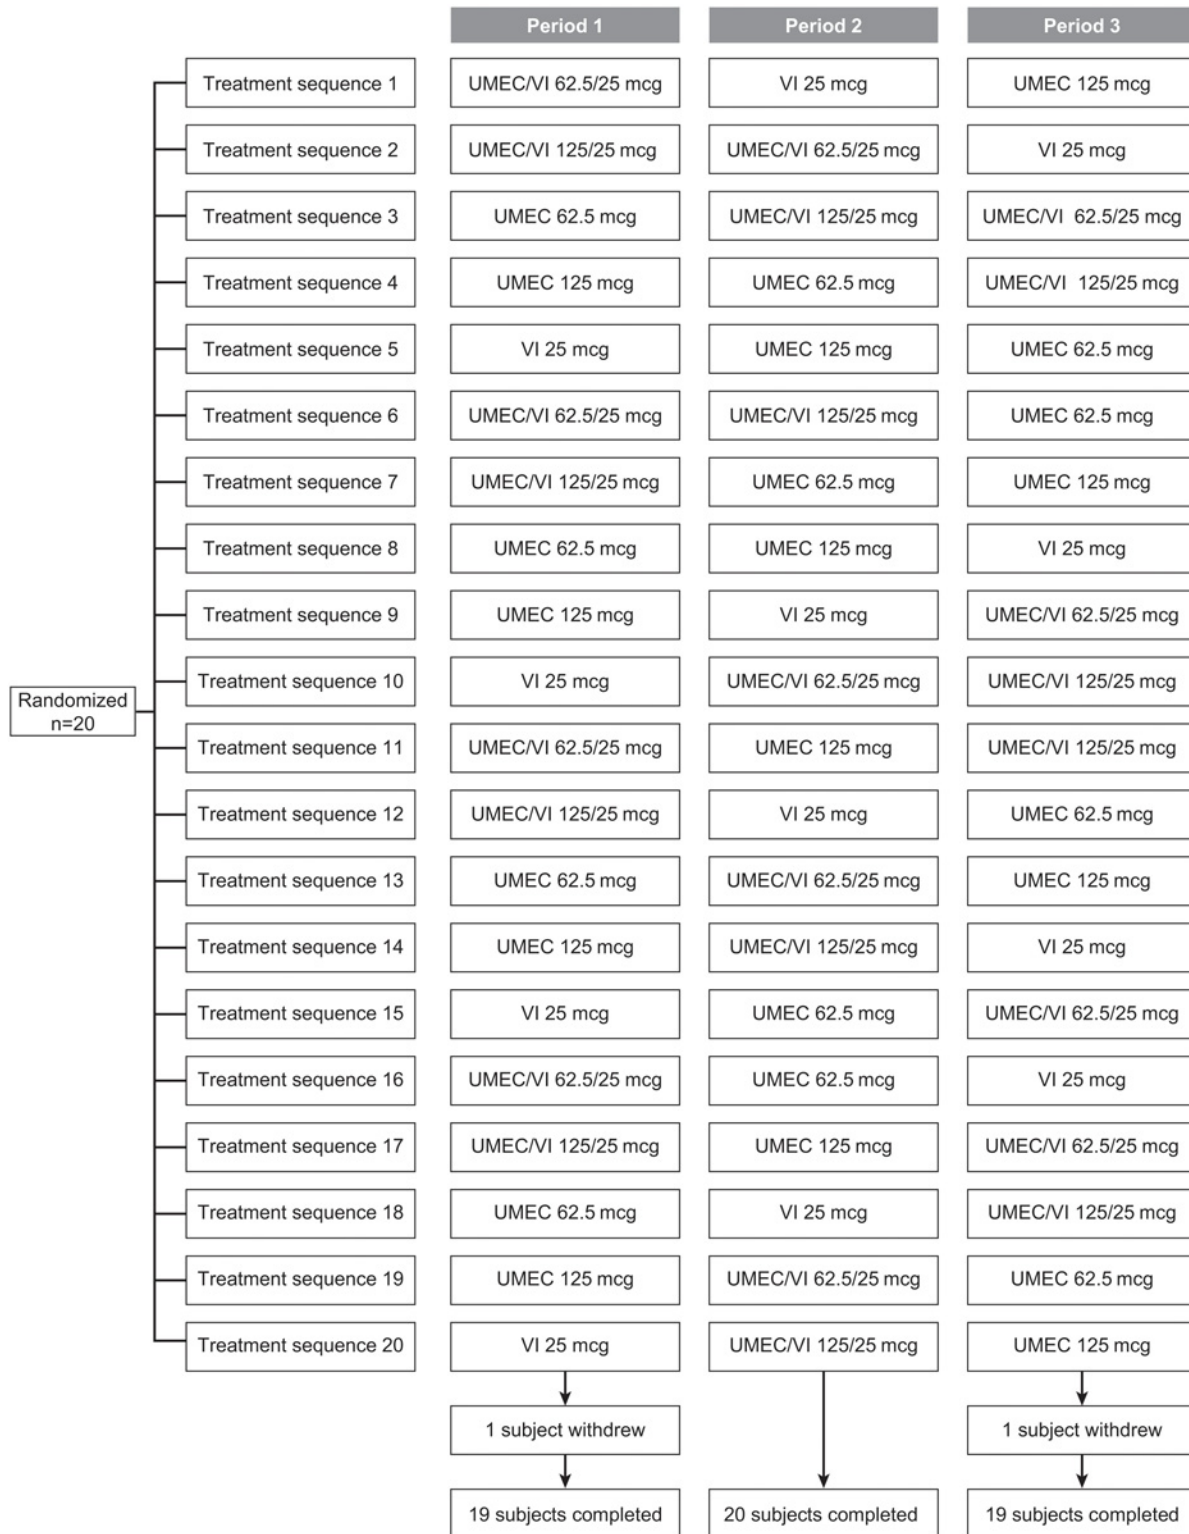 Period 1
Period 2
Period 3
Treatment sequence 1
UMEC/VI 62.5/25 mcg
VI 25 mcg
UMEC 125 mcg
Treatment sequence 2
UMEC/VI 125/25 mcg
UMEC/VI 62.5/25 mcg
VI 25 mcg
Treatment sequence 3
UMEC 62.5 mcg
UMEC/VI 125/25 mcg
UMEC/VI 62.5/25 mcg
Treatment sequence 4
UMEC 125 mcg
UMEC 62.5 mcg
UMEC/VI 125/25 mcg
Treatment sequence 5
VI 25 mcg
UMEC 125 mcg
UMEC 62.5 mcg
Treatment sequence 6
UMEC/VI 62.5/25 mcg
UMEC/VI 125/25 mcg
UMEC 62.5 mcg
Treatment sequence 7
UMEC/VI 125/25 mcg
UMEC 62.5 mcg
UMEC 125 mcg
Treatment sequence 8
UMEC 62.5 mcg
UMEC 125 mcg
VI 25 mcg
Treatment sequence 9
UMEC 125 mcg
VI 25 mcg
UMEC/VI 62.5/25 mcg
Treatment sequence 10
VI 25 mcg
UMEC/VI 62.5/25 mcg
UMEC/VI 125/25 mcg
Randomized
n=20
Treatment sequence 11
UMEC/VI 62.5/25 mcg
UMEC 125 mcg
UMEC/VI 125/25 mcg
Treatment sequence 12
UMEC/VI 125/25 mcg
VI 25 mcg
UMEC 62.5 mcg
Treatment sequence 13
UMEC 62.5 mcg
UMEC/VI 62.5/25 mcg
UMEC 125 mcg
Treatment sequence 14
UMEC 125 mcg
UMEC/VI 125/25 mcg
VI 25 mcg
Treatment sequence 15
VI 25 mcg
UMEC 62.5 mcg
UMEC/VI 62.5/25 mcg
Treatment sequence 16
UMEC/VI 62.5/25 mcg
UMEC 62.5 mcg
VI 25 mcg
Treatment sequence 17
UMEC/VI 125/25 mcg
UMEC 125 mcg
UMEC/VI 62.5/25 mcg
Treatment sequence 18
UMEC 62.5 mcg
VI 25 mcg
UMEC/VI 125/25 mcg
Treatment sequence 19
UMEC 125 mcg
UMEC/VI 62.5/25 mcg
UMEC 62.5 mcg
Treatment sequence 20
VI 25 mcg
UMEC/VI 125/25 mcg
UMEC 125 mcg
1 subject withdrew
1 subject withdrew
19 subjects completed
20 subjects completed
19 subjects completed